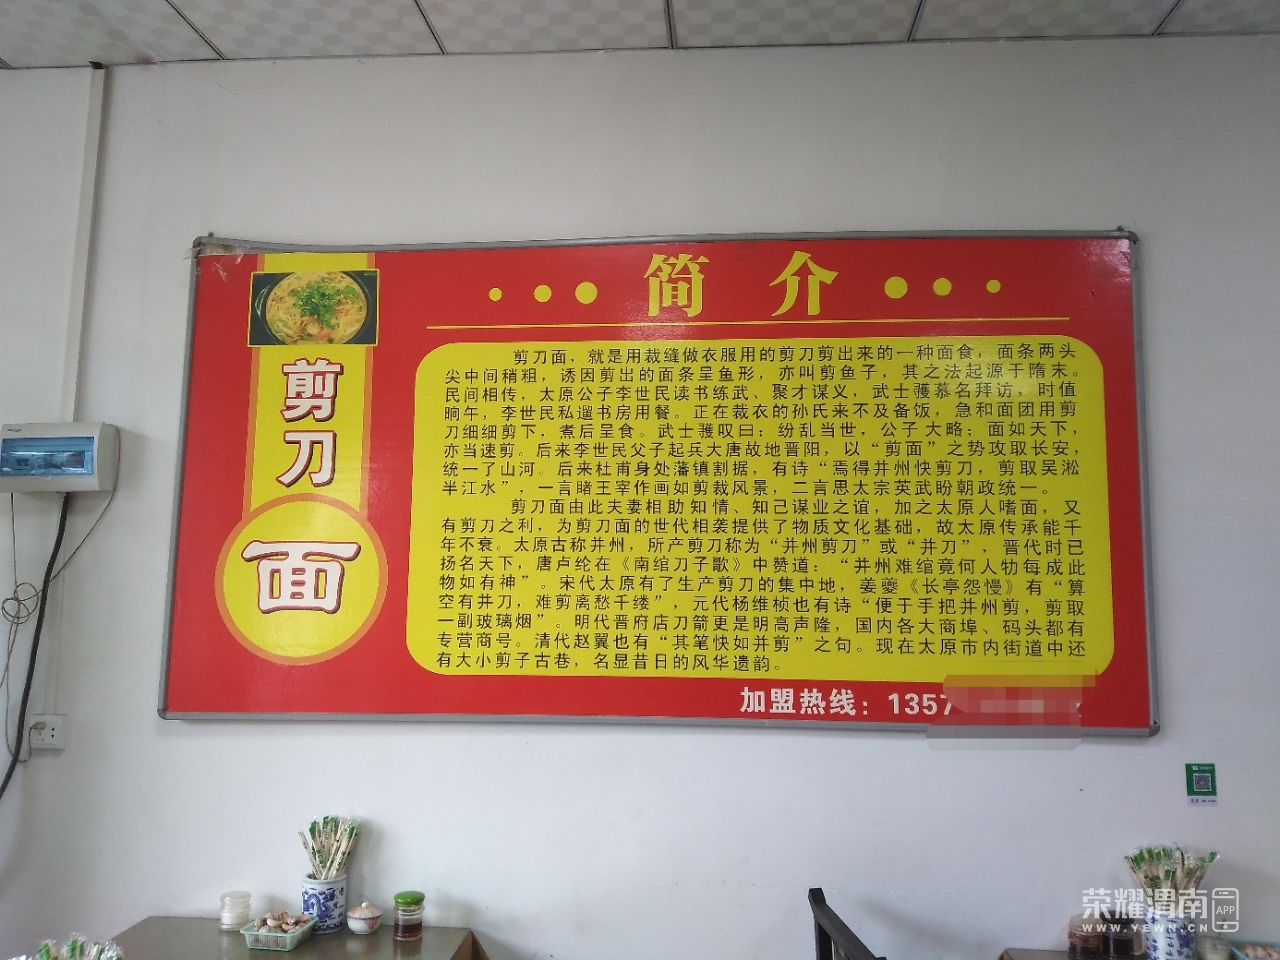 简 介
剪刀面
剪刀面，就是用裁缝做衣服用的剪刀剪出来的一种面食，面条两头
尖中间稍粗，诱因剪出的面条呈鱼形，亦叫剪鱼子，其之法起源于隋末。
民间相传，太原公子李世民读书练武、聚才谋义，武士彟慕名拜访，时值
晌午，李世民私遛书房用餐。正在裁衣的孙氏来不及备饭，急和面团用剪
刀细细剪下，煮后呈食。武士彟叹曰：纷乱当世，公子大略；面如天下，
亦当速剪。后来李世民父子起兵大唐故地晋阳，以“剪面”之势攻取长安，
统一了山河。后来杜甫身处藩镇割据，有诗“焉得并州快剪刀，剪取吴淞
半江水”，一言睹王宰作画如剪裁风景，二言思太宗英武盼朝政统一。
剪刀面由此夫妻相助知情、知己谋业之谊，加之太原人嗜面，又
有剪刀之利，为剪刀面的世代相袭提供了物质文化基础，故太原传承能千
年不衰。太原古称并州，所产剪刀称为“并州剪刀”或“并刀”，晋代时已
扬名天下，唐卢纶在《南绾刀子歌》中赞道：“并州难绾竟何人牣每成此
物如有神”。宋代太原有了生产剪刀的集中地，姜夔《长亭怨慢》有“算
空有并刀，难剪离愁千缕”，元代杨维桢也有诗“便于手把并州剪，剪取
一副玻璃烟”。明代晋府店刀箭更是明高声隆，国内各大商埠、码头都有
专营商号。清代赵翼也有“其笔快如并剪”之句。现在太原市内街道中还
有大小剪子古巷，名显昔日的风华遗韵。
加盟热线：1357
荣耀渭南 APP
WWW.YEWN.CN